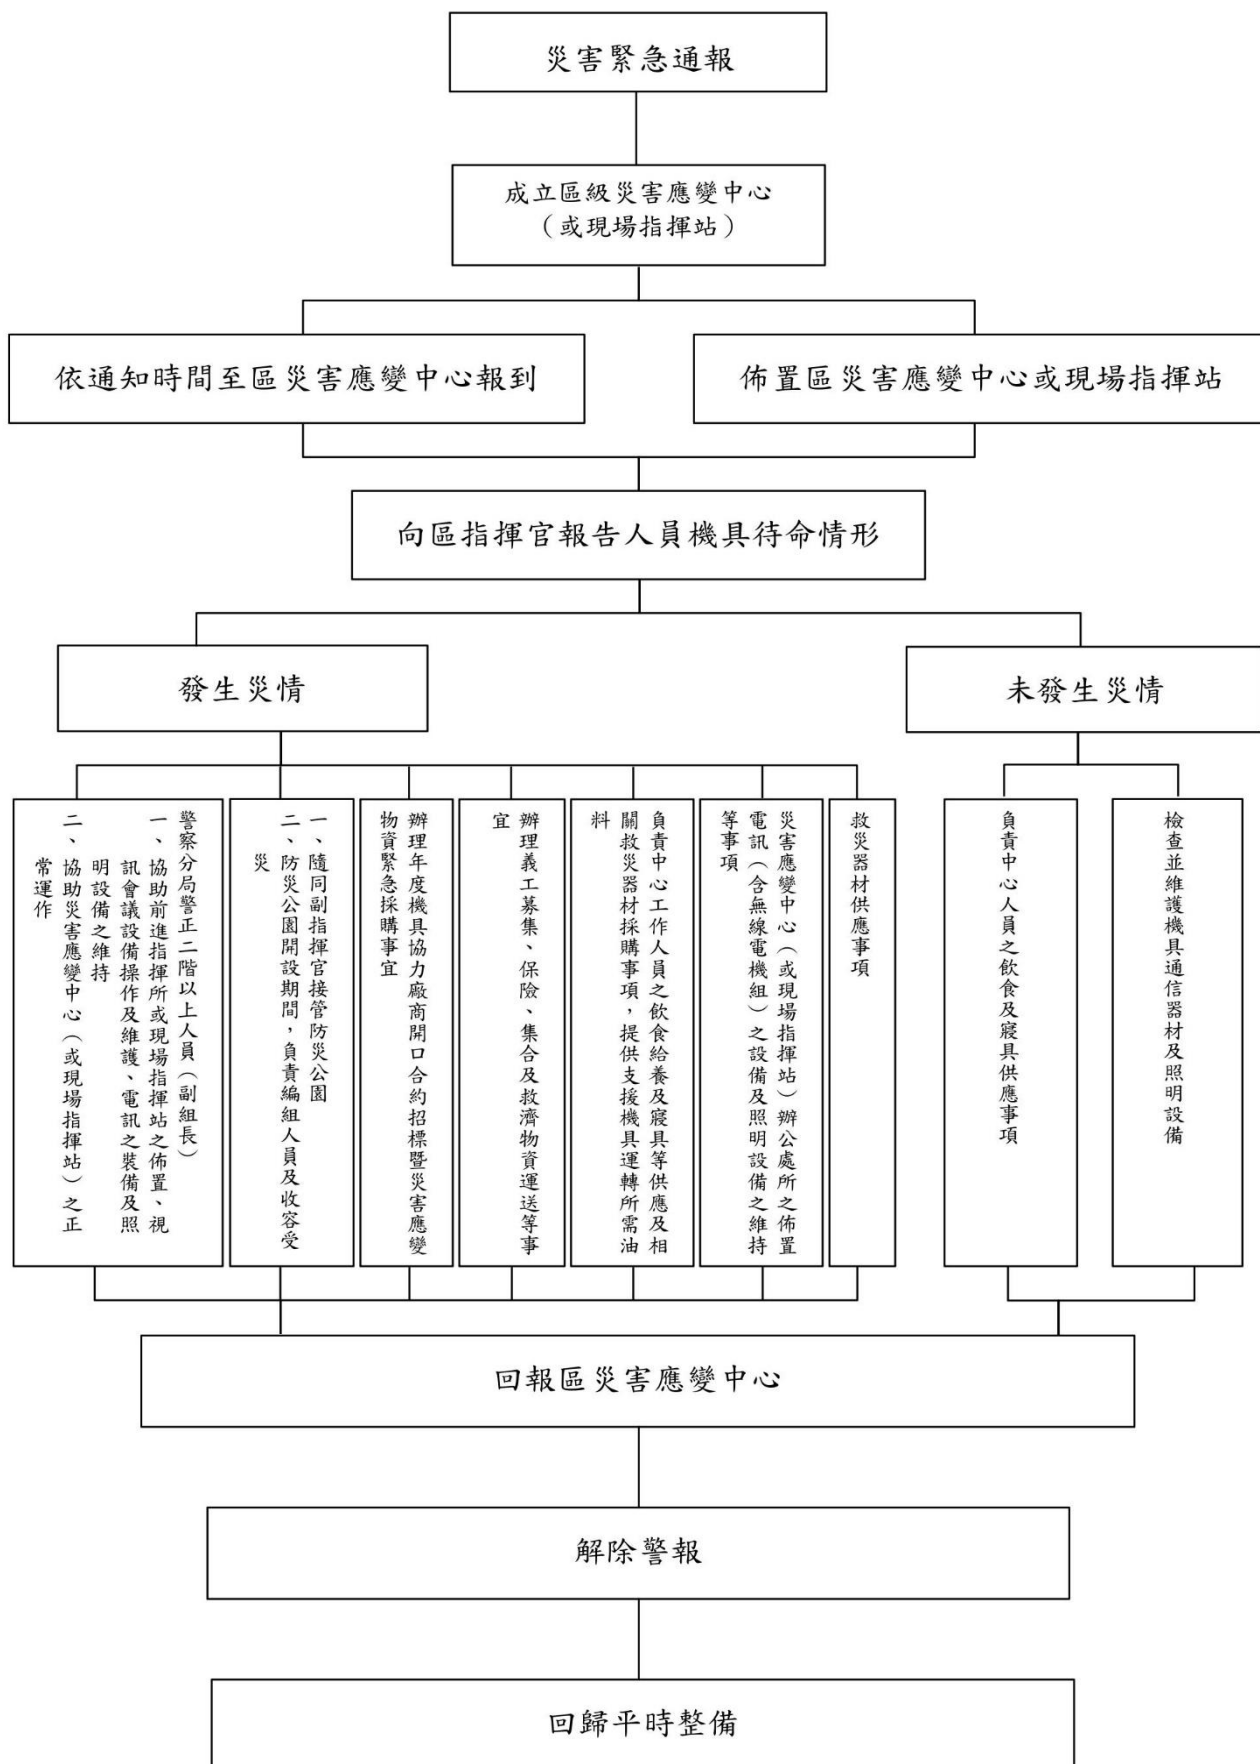 災害緊急通報
成立區級災害應變中心
（或現場指揮站）
依通知時間至區災害應變中心報到
佈置區災害應變中心或現場指揮站
向區指揮官報告人員機具待命情形
發生災情
未發生災情
警察分局警正二階以上人員（副組長）
一、協助前進指揮所或現場指揮站之佈置、視
訊會議設備操作及維護、電訊之裝備及照
明設備之維持
二、協助災害應變中心（或現場指揮站）之正
常運作
一、隨同副指揮官接管防災公園
二、防災公園開設期間，負責編組人員及收容受
災
辦理年度機具協力廠商開口合約招標暨災害應變
物資緊急採購事宜
辦理義工募集、保險、集合及救濟物資運送等事
宜
負責中心工作人員之飲食給養及寢具等供應及相
關救災器材採購事項，提供支援機具運轉所需油
料
災害應變中心（或現場指揮站）辦公處所之佈置
電訊（含無線電機組）之設備及照明設備之維持
等事項
救災器材供應事項
負責中心人員之飲食及寢具供應事項
檢查並維護機具通信器材及照明設備
回報區災害應變中心
解除警報
回歸平時整備